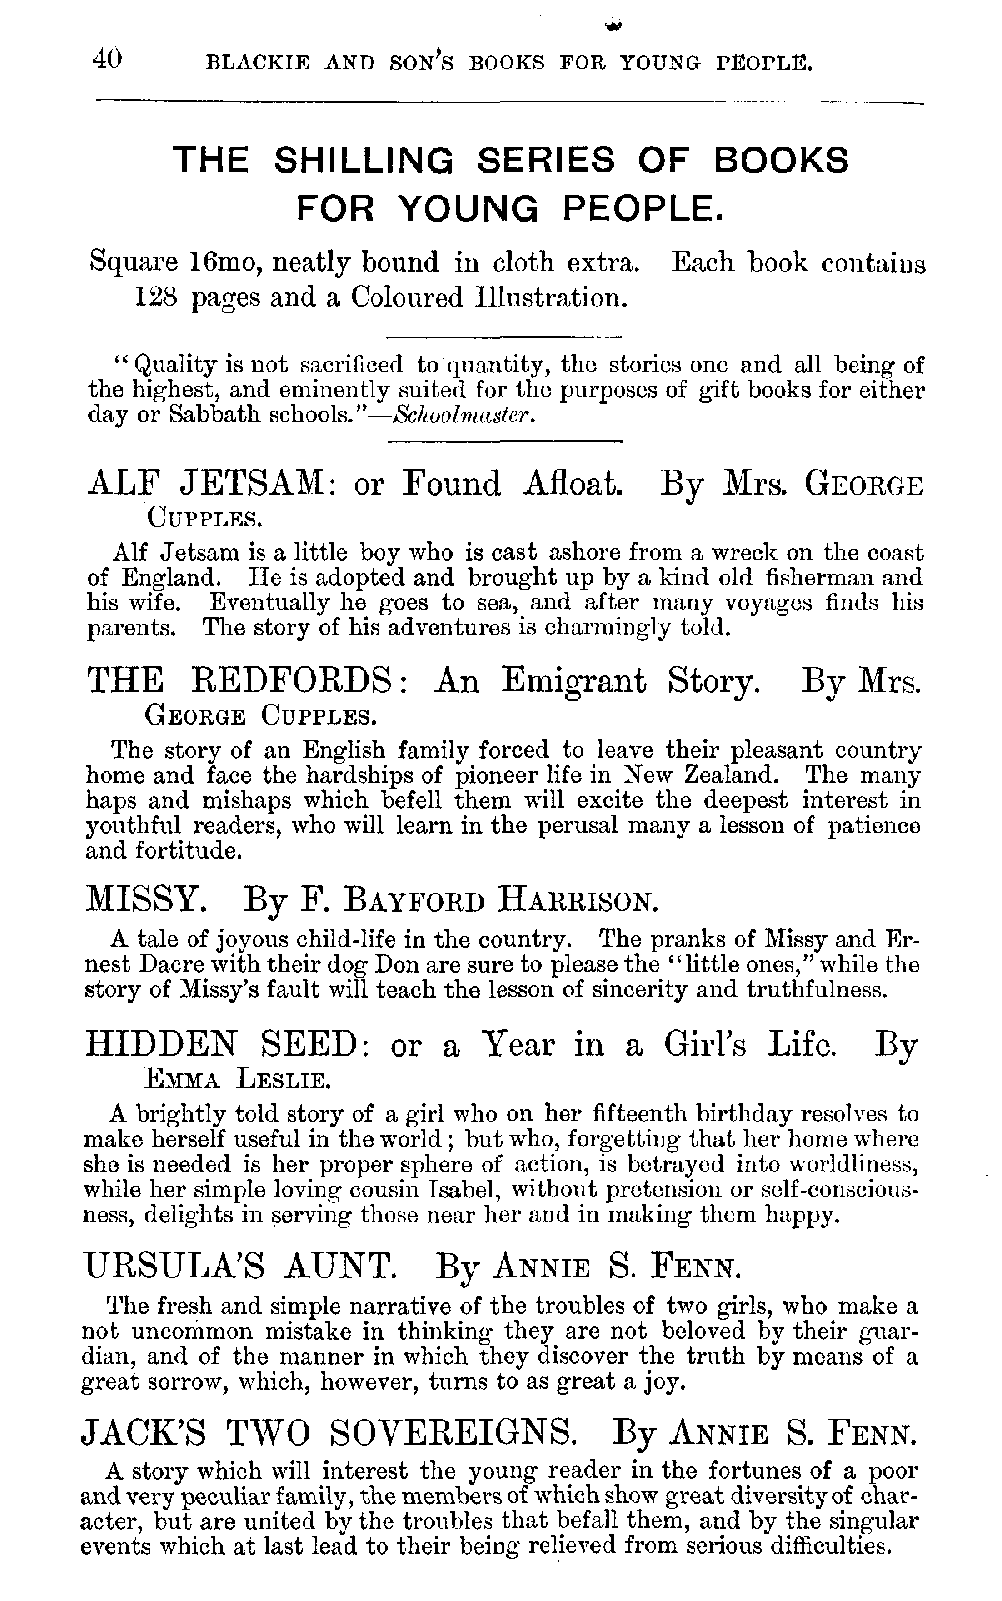 40 BLACKIE AND SON'S BOOKS FOR YOUNG PEOPLE.
THE SHILLING SERIES OF BOOKS
FOR YOUNG PEOPLE.
Square 16mo, neatly bound in cloth extra. Each book contains
128 pages and a Coloured Illustration.
“Quality is not sacrificed to quantity, the stories one and all being of
the highest, and eminently suited for the purposes of gift books for either
day or Sabbath schools.”—Schoolmaster.
ALF JETSAM: or Found Afloat. By Mrs. GEORGE
CUPPLES.
Alf Jetsam is a little boy who is cast ashore from a wreck on the coast
of England. He is adopted and brought up by a kind old fisherman and
his wife. Eventually he goes to sea, and after many voyages finds his
parents. The story of his adventures is charmingly told.
THE REDFORDS: An Emigrant Story. By Mrs.
GEORGE CUPPLES.
The story of an English family forced to leave their pleasant country
home and face the hardships of pioneer life in New Zealand. The many
haps and mishaps which befell them will excite the deepest interest in
youthful readers, who will learn in the perusal many a lesson of patience
and fortitude.
MISSY. By F. BAYFORD HARRISON.
A tale of joyous child-life in the country. The pranks of Missy and Er-
nest Dacre with their dog Don are sure to please the “little ones,” while the
story of Missy's fault will teach the lesson of sincerity and truthfulness.
HIDDEN SEED: or a Year in a Girl's Life. By
EMMA LESLIE.
A brightly told story of a girl who on her fifteenth birthday resolves to
make herself useful in the world; but who, forgetting that her home where
she is needed is her proper sphere of action, is betrayed into worldliness,
while her simple loving cousin Isabel, without pretension or self-conscious-
ness, delights in serving those near her and in making them happy.
URSULA'S AUNT. By ANNIE S. FENN.
The fresh and simple narrative of the troubles of two girls, who make a
not uncommon mistake in thinking they are not beloved by their guar-
dian, and of the manner in which they discover the truth by means of a
great sorrow, which, however, turns to as great a joy.
JACK'S TWO SOVEREIGNS. By ANNIE S. FENN.
A story which will interest the young reader in the fortunes of a poor
and very peculiar family, the members of which show great diversity of char-
acter, but are united by the troubles that befall them, and by the singular
events which at last lead to their being relieved from serious difficulties.